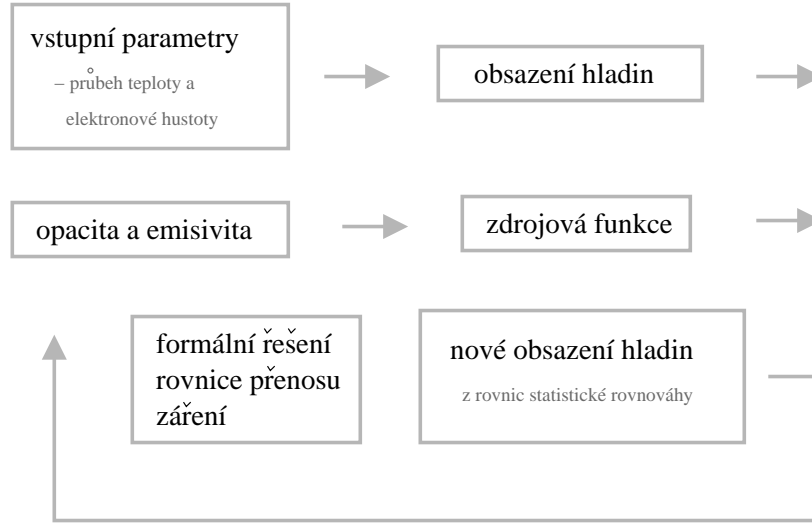 vstupní parametry
– průbeh teploty a
elektronové hustoty
obsazení hladin
opacita a emisivita
zdrojová funkce
formální řešení
rovnice přenosu
záření
nové obsazení hladin
z rovnic statistické rovnováhy